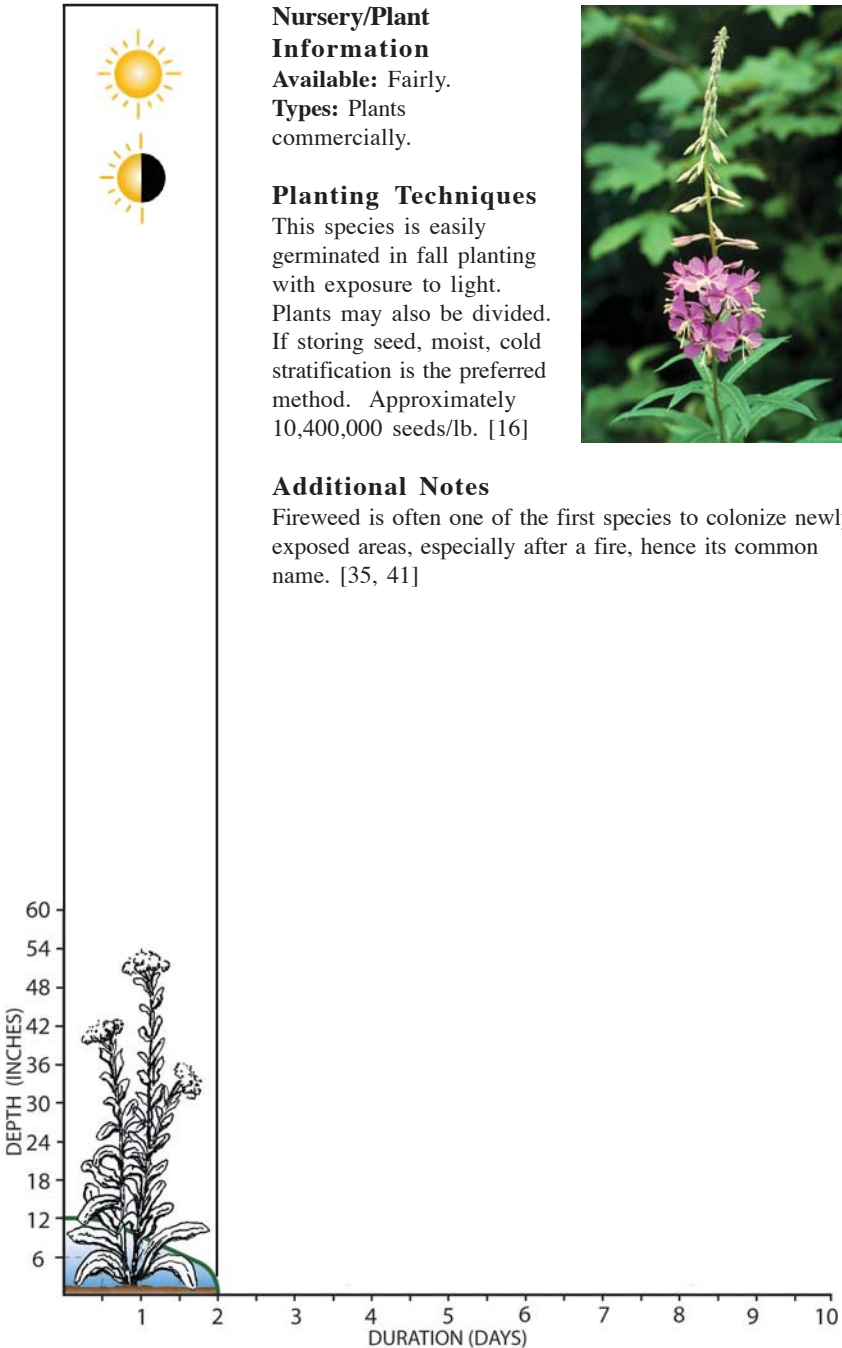 Nursery/Plant
Information
Available: Fairly.
Types: Plants
commercially.
Planting Techniques
This species is easily
germinated in fall planting
with exposure to light.
Plants may also be divided.
If storing seed, moist, cold
stratification is the preferred
method. Approximately
10,400,000 seeds/lb. [16]
Additional Notes
Fireweed is often one of the first species to colonize newl
exposed areas, especially after a fire, hence its common
name. [35, 41]
60
54
48
42
36
30
24
18
12
6
DEPTH (INCHES)
1 2 3 4 5 6 7 8 9 10
DURATION (DAYS)